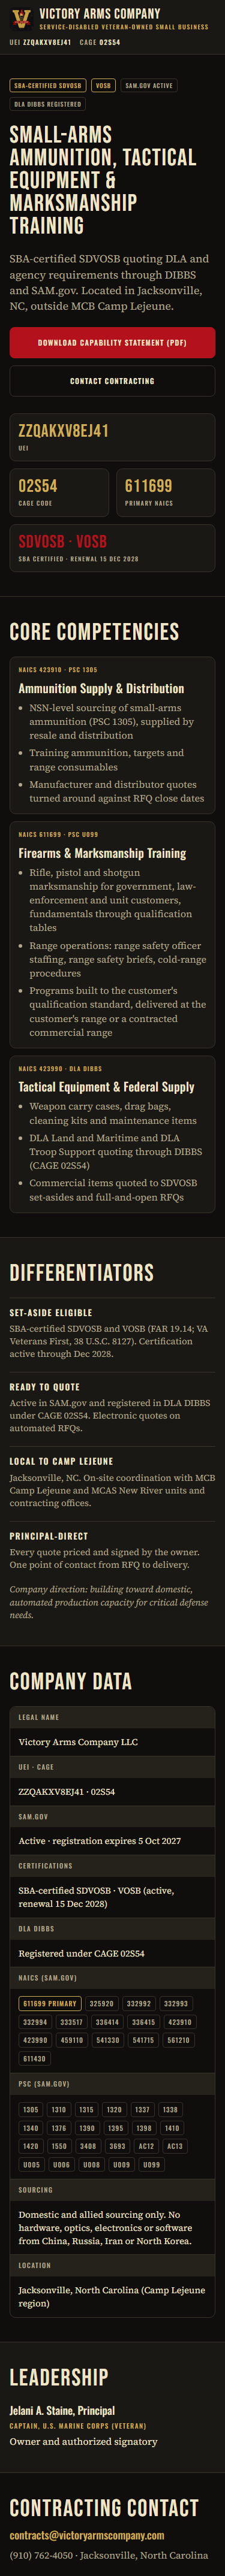 VICTORY ARMS COMPANY
SERVICE-DISABLED VETERAN-OWNED SMALL BUSINESS
UEI ZZQAKXV8EJ41 CAGE 02S54
SBA-CERTIFIED SDVOSB VOSB SAM.GOV ACTIVE
DLA DIBBS REGISTERED
SMALL-ARMS
AMMUNITION, TACTICAL
EQUIPMENT &
MARKSMANSHIP
TRAINING
SBA-certified SDVOSB quoting DLA and
agency requirements through DIBBS
and SAM.gov. Located in Jacksonville,
NC, outside MCB Camp Lejeune.
DOWNLOAD CAPABILITY STATEMENT (PDF)
CONTACT CONTRACTING
ZZQAKXV8EJ41
UEI
02S54
CAGE CODE
611699
PRIMARY NAICS
SDVOSB · VOSB
SBA CERTIFIED · RENEWAL 15 DEC 2028
CORE COMPETENCIES
NAICS 423910 · PSC 1305
Ammunition Supply & Distribution
• NSN-level sourcing of small-arms
ammunition (PSC 1305), supplied by
resale and distribution
• Training ammunition, targets and
range consumables
• Manufacturer and distributor quotes
turned around against RFQ close dates
NAICS 611699 · PSC U099
Firearms & Marksmanship Training
• Rifle, pistol and shotgun
marksmanship for government, law-
enforcement and unit customers,
fundamentals through qualification
tables
• Range operations: range safety officer
staffing, range safety briefs, cold-range
procedures
• Programs built to the customer's
qualification standard, delivered at the
customer's range or a contracted
commercial range
NAICS 423990 · DLA DIBBS
Tactical Equipment & Federal Supply
• Weapon carry cases, drag bags,
cleaning kits and maintenance items
• DLA Land and Maritime and DLA
Troop Support quoting through DIBBS
(CAGE 02S54)
• Commercial items quoted to SDVOSB
set-asides and full-and-open RFQs
DIFFERENTIATORS
SET-ASIDE ELIGIBLE
SBA-certified SDVOSB and VOSB (FAR 19.14; VA
Veterans First, 38 U.S.C. 8127). Certification
active through Dec 2028.
READY TO QUOTE
Active in SAM.gov and registered in DLA DIBBS
under CAGE 02S54. Electronic quotes on
automated RFQs.
LOCAL TO CAMP LEJEUNE
Jacksonville, NC. On-site coordination with MCB
Camp Lejeune and MCAS New River units and
contracting offices.
PRINCIPAL-DIRECT
Every quote priced and signed by the owner.
One point of contact from RFQ to delivery.
Company direction: building toward domestic,
automated production capacity for critical defense
needs.
COMPANY DATA
LEGAL NAME
Victory Arms Company LLC
UEI · CAGE
ZZQAKXV8EJ41 · 02S54
SAM.GOV
Active · registration expires 5 Oct 2027
CERTIFICATIONS
SBA-certified SDVOSB · VOSB (active,
renewal 15 Dec 2028)
DLA DIBBS
Registered under CAGE 02S54
NAICS (SAM.GOV)
611699 PRIMARY 325920 332992 332993
332994 333517 336414 336415 423910
423990 459110 541330 541715 561210
611430
PSC (SAM.GOV)
1305 1310 1315 1320 1337 1338
1340 1376 1390 1395 1398 1410
1420 1550 3408 3693 AC12 AC13
U005 U006 U008 U009 U099
SOURCING
Domestic and allied sourcing only. No
hardware, optics, electronics or software
from China, Russia, Iran or North Korea.
LOCATION
Jacksonville, North Carolina (Camp Lejeune
region)
LEADERSHIP
Jelani A. Staine, Principal
CAPTAIN, U.S. MARINE CORPS (VETERAN)
Owner and authorized signatory
CONTRACTING CONTACT
contracts@victoryarmscompany.com
(910) 762-4050 · Jacksonville, North Carolina